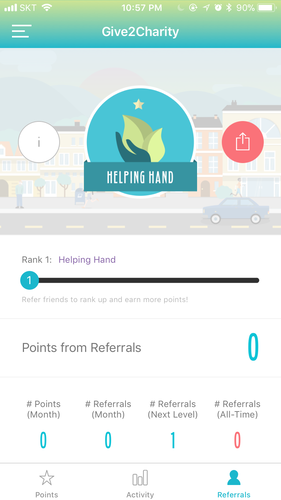 SKT 10:57 PM 90%
Give2Charity
i
HELPING HAND
Rank 1: Helping Hand
1
Refer friends to rank up and earn more points!
Points from Referrals 0
# Points # Referrals # Referrals # Referrals
(Month) (Month) (Next Level) (All-Time)
0 0 1 0
Points Activity Referrals